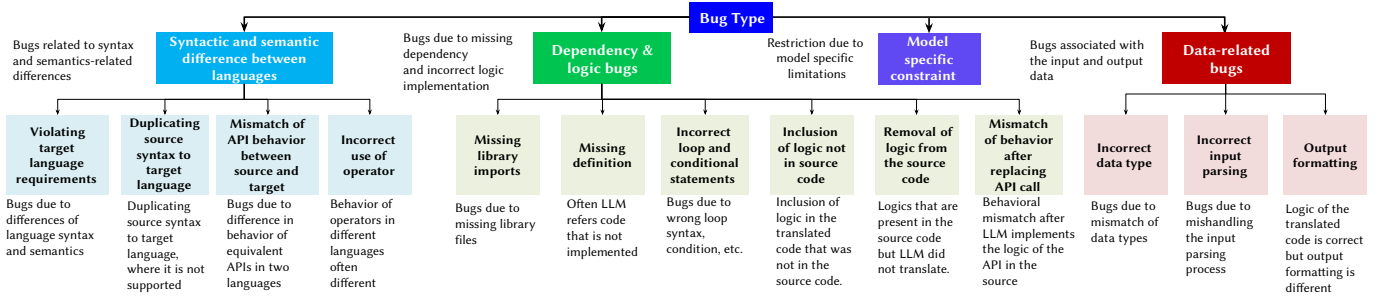 Bug Type
Bugs related to syntax
and semantics-related
differences
Syntactic and semantic
difference between
languages
Bugs due to missing
dependency
and incorrect logic
implementation
Dependency &
logic bugs
Restriction due to
model specific
limitations
Model
specific
constraint
Bugs associated with
the input and output
data
Data-related
bugs
Violating
target
language
requirements
Bugs due to
differences of
language syntax
and semantics
Duplicating
source
syntax to
target
language
Duplicating
source syntax
to target
language,
where it is not
supported
Mismatch of
API behavior
between
source and
target
Bugs due to
difference in
behavior of
equivalent
APIs in two
languages
Incorrect
use of
operator
Behavior of
operators in
different
languages
often
different
Missing
library
imports
Bugs due to
missing library
files
Missing
definition
Often LLM
refers code
that is not
implemented
Incorrect
loop and
conditional
statements
Bugs due to
wrong loop
syntax,
condition, etc.
Inclusion
of logic not
in source
code
Inclusion of
logic in the
translated
code that was
not in the
source code.
Removal of
logic from
the source
code
Logics that are
present in the
source code
but LLM did
not translate.
Mismatch
of behavior
after
replacing
API call
Behavioral
mismatch after
LLM implements
the logic of the
API in the
source
Incorrect
data type
Bugs due to
mismatch of
data types
Incorrect
input
parsing
Bugs due to
mishandling
the input
parsing
process
Output
formatting
Logic of the
translated
code is correct
but output
formatting is
different